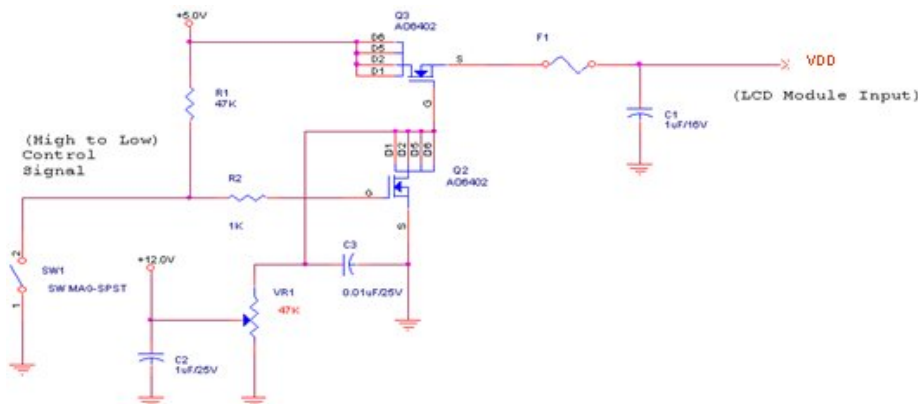 +5.0V
Q3
AO6402
D6
D5
D2
D1
S
G
F1
VDD
(LCD Module Input)
R1
47K
C1
1uF/16V
(High to Low)
Control
Signal
D1
D2
D5
D6
Q2
AO6402
R2
1K
G
S
2
SW1
SW MAG-SPST
1
+12.0V
C3
0.01uF/25V
VR1
47K
C2
1uF/25V